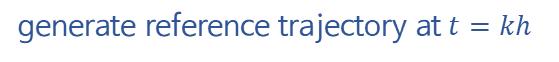 generate reference trajectory at t = kh